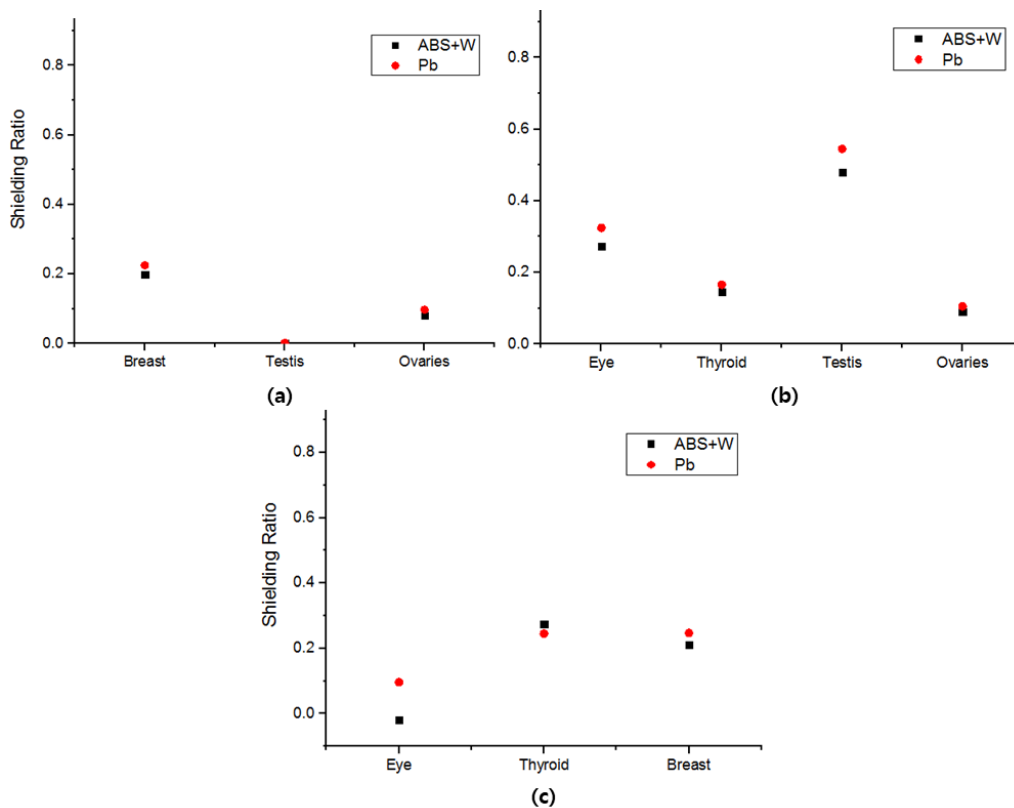 ABS+W
Pb
Shielding Ratio
0.8
0.6
0.4
0.2
0.0
Breast Testis Ovaries
(a)
ABS+W
Pb
0.8
0.6
0.4
0.2
0.0
Eye Thyroid Testis Ovaries
(b)
ABS+W
Pb
Shielding Ratio
0.8
0.6
0.4
0.2
0.0
Eye Thyroid Breast
(c)